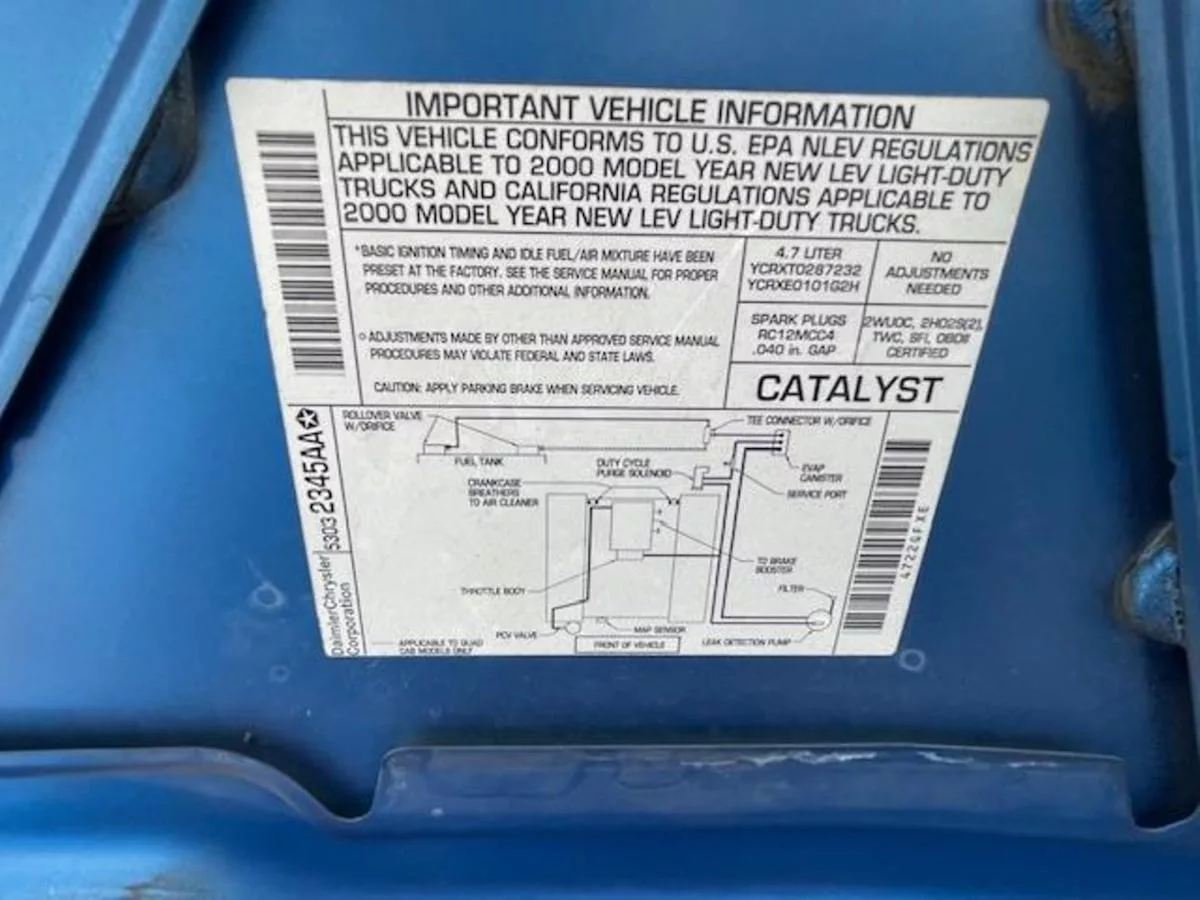 IMPORTANT VEHICLE INFORMATION
THIS VEHICLE CONFORMS TO U.S. EPA NLEV REGULATIONS
APPLICABLE TO 2000 MODEL YEAR NEW LEV LIGHT-DUTY
TRUCKS AND CALIFORNIA REGULATIONS APPLICABLE TO
2000 MODEL YEAR NEW LEV LIGHT-DUTY TRUCKS.
*BASIC IGNITION TIMING AND IDLE FUEL/AIR MIXTURE HAVE BEEN
PRESET AT THE FACTORY. SEE THE SERVICE MANUAL FOR PROPER
PROCEDURES AND OTHER ADDITIONAL INFORMATION.
○ADJUSTMENTS MADE BY OTHER THAN APPROVED SERVICE MANUAL
PROCEDURES MAY VIOLATE FEDERAL AND STATE LAWS.
CAUTION: APPLY PARKING BRAKE WHEN SERVICING VEHICLE.
4.7 LITER
YCRXT0287232
YCRXE0101G2H
NO
ADJUSTMENTS
NEEDED
SPARK PLUGS
RC12MCC4
.040 in. GAP
2WUOC, 2HO2S(2),
TWC, SFI, OBDII
CERTIFIED
CATALYST
ROLLOVER VALVE
W/ORIFICE
FUEL TANK
TEE CONNECTOR W/ORIFICE
DUTY CYCLE
PURGE SOLENOID
EVAP
CANISTER
SERVICE PORT
CRANKCASE
BREATHERS
TO AIR CLEANER
TO BRAKE
BOOSTER
THROTTLE BODY
FILTER
PCV VALVE
MAP SENSOR
LEAK DETECTION PUMP
APPLICABLE TO QUAD
CAB MODELS ONLY
FRONT OF VEHICLE
53032345AA
DaimlerChrysler
Corporation
47226FXE